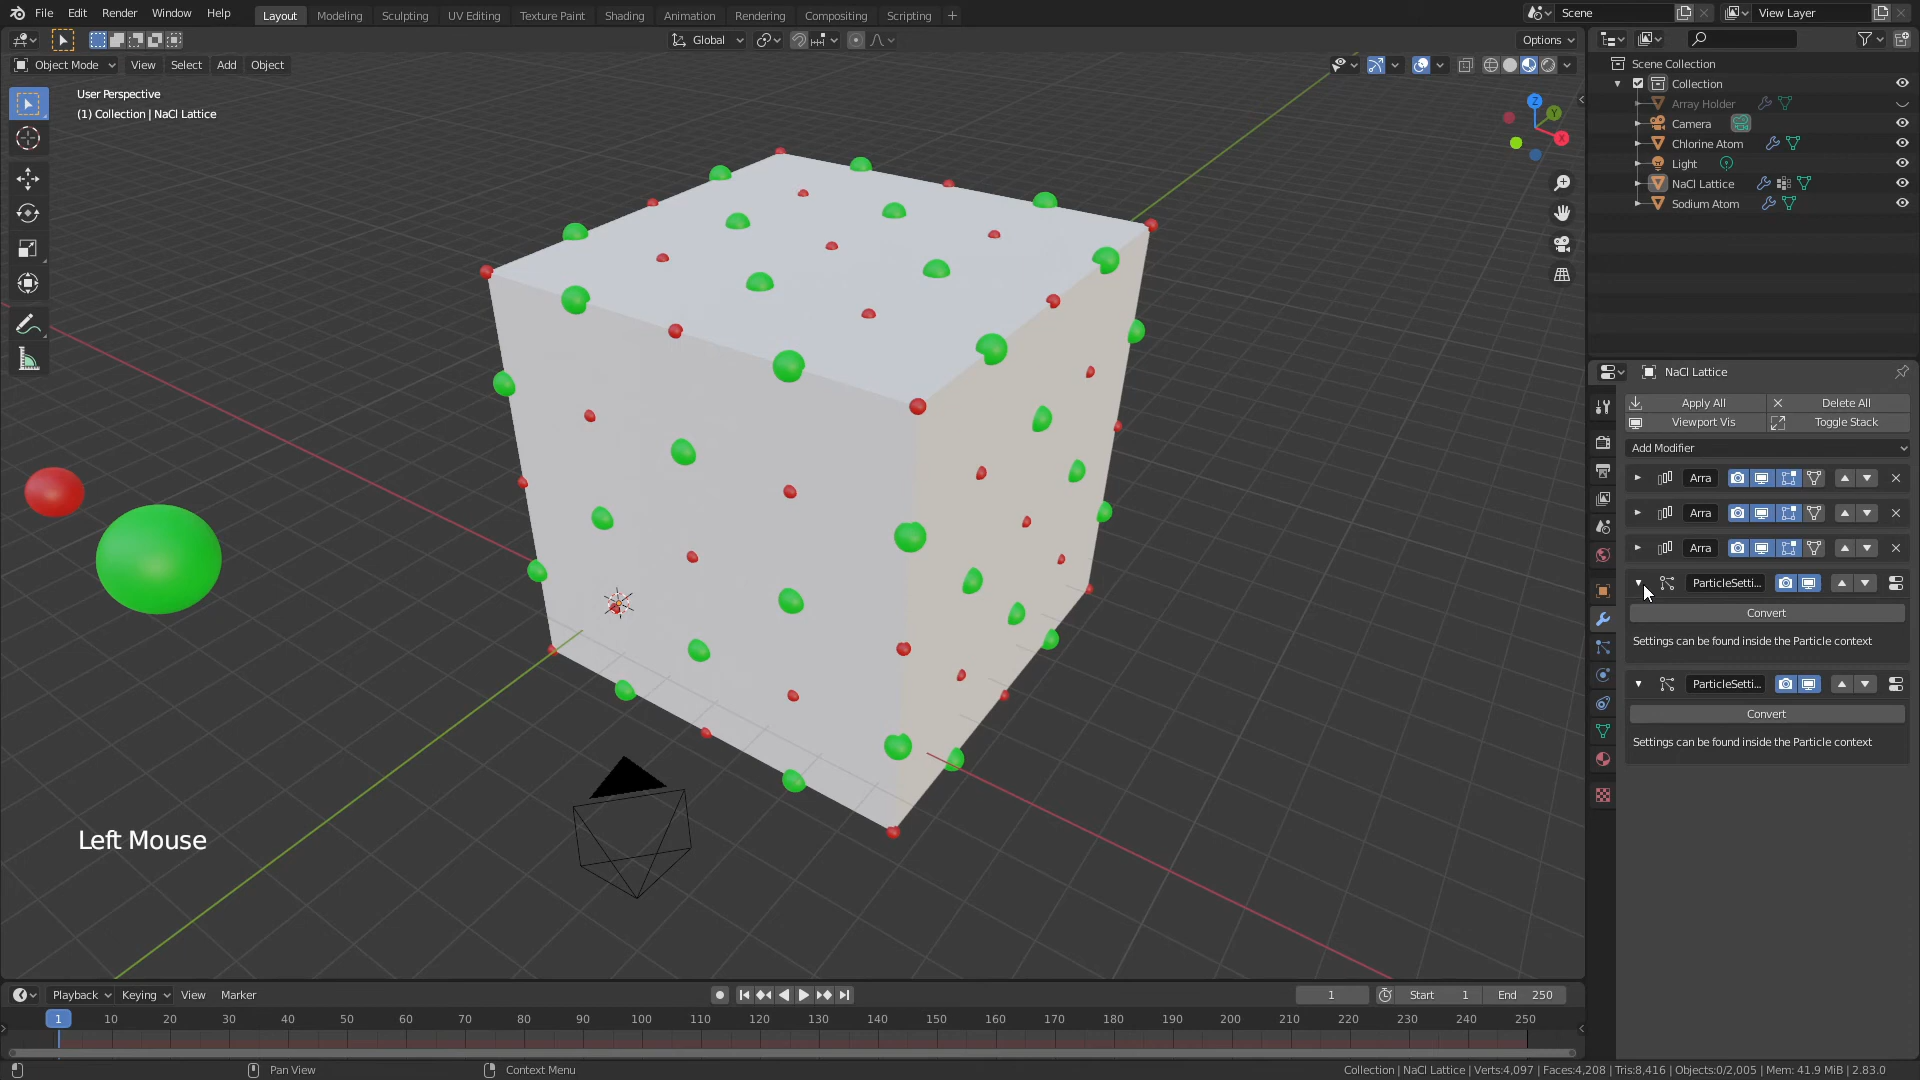 File Edit Render Window Help Layout Modeling Sculpting UV Editing Texture Paint Shading Animation Rendering Compositing Scripting + Scene View Layer
Global Options
Object Mode View Select Add Object
User Perspective
(1) Collection | NaCl Lattice
Z
Y
X
Scene Collection
Collection
Array Holder
Camera
Chlorine Atom
Light
NaCl Lattice
Sodium Atom
NaCl Lattice
Apply All Delete All
Viewport Vis Toggle Stack
Add Modifier
Arra
Arra
Arra
ParticleSetti...
Convert
Settings can be found inside the Particle context
ParticleSetti...
Convert
Settings can be found inside the Particle context
Left Mouse
Playback Keying View Marker 1 Start 1 End 250
1 10 20 30 40 50 60 70 80 90 100 110 120 130 140 150 160 170 180 190 200 210 220 230 240 250
Pan View Context Menu Collection | NaCl Lattice | Verts:4,097 | Faces:4,208 | Tris:8,416 | Objects:0/2,005 | Mem: 41.9 MiB | 2.83.0